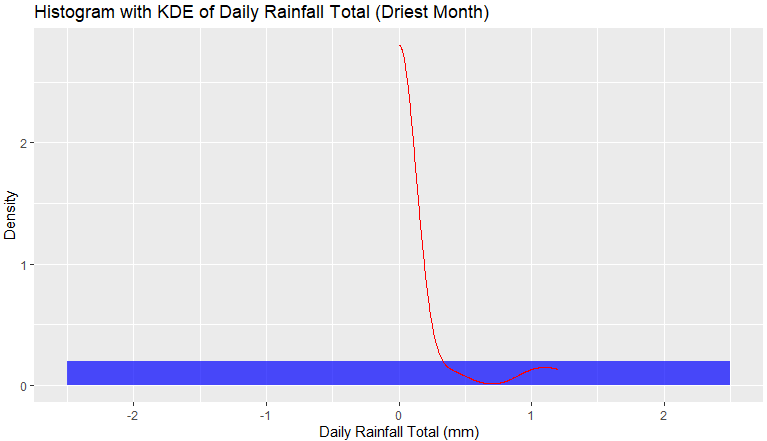 Histogram with KDE of Daily Rainfall Total (Driest Month)
Density
2
1
0
-2 -1 0 1 2
Daily Rainfall Total (mm)